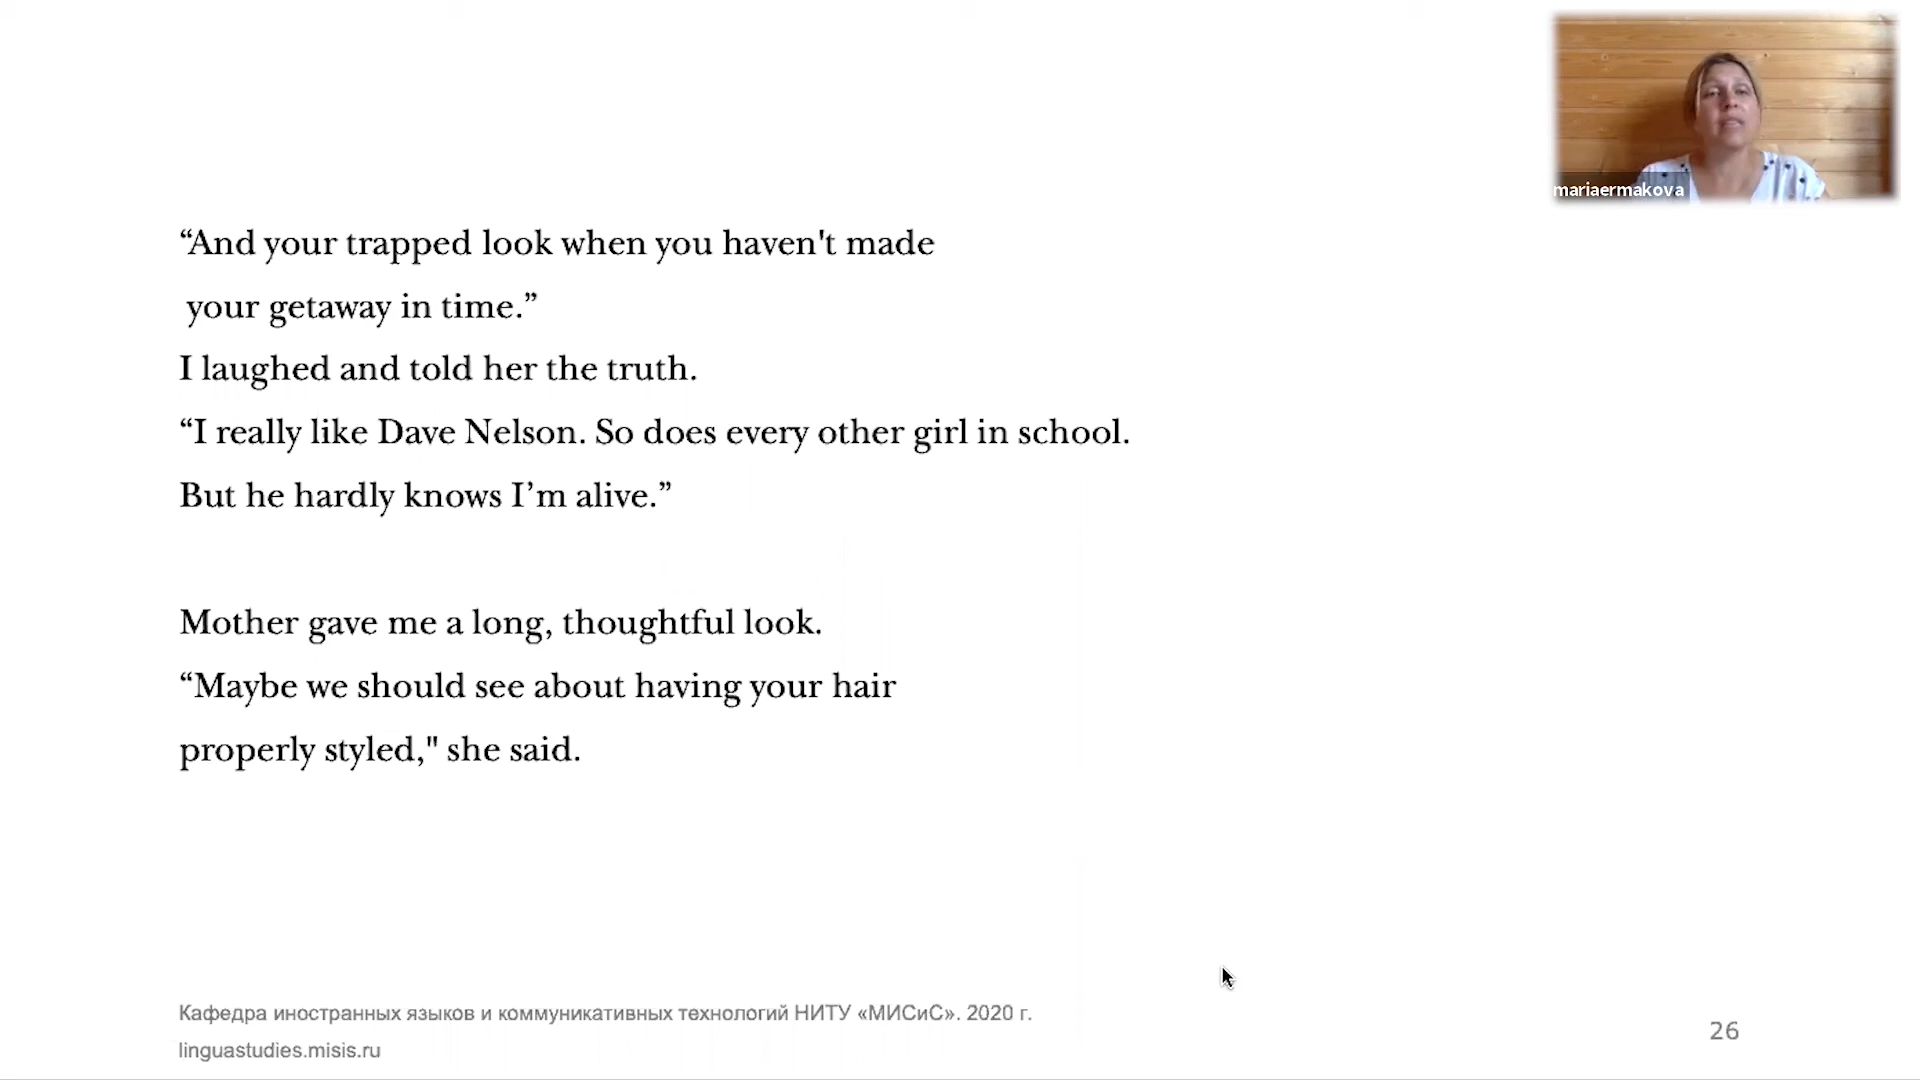 mariaermakova
“And your trapped look when you haven't made
your getaway in time.”
I laughed and told her the truth.
“I really like Dave Nelson. So does every other girl in school.
But he hardly knows I’m alive.”
Mother gave me a long, thoughtful look.
“Maybe we should see about having your hair
properly styled," she said.
Кафедра иностранных языков и коммуникативных технологий НИТУ «МИСиС». 2020 г.
linguastudies.misis.ru
26